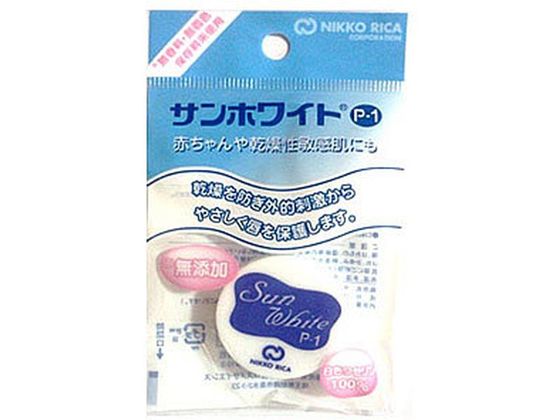 *無香料・無着色
保存料未使用
NIKKO RICA
CORPORATION
サンホワイト® P-1
赤ちゃんや乾燥性敏感肌にも
乾燥を防ぎ外的刺激から
やさしく唇を保護します。
無添加
Sun
White
P-1
NIKKO RICA
白色ワセリン
100%